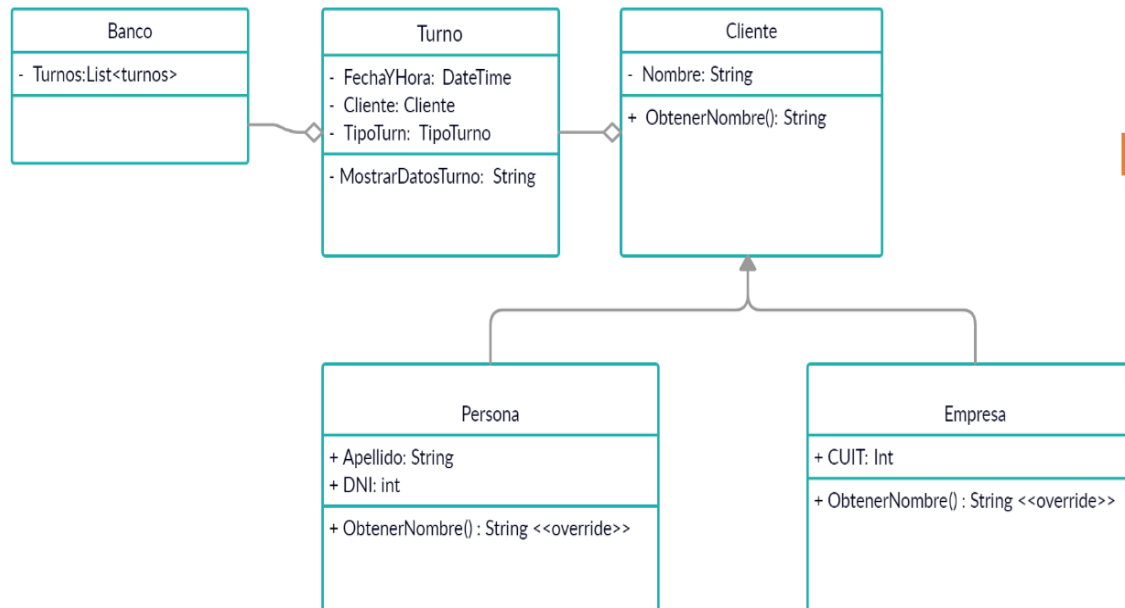 Banco
- Turnos:List<turnos>
Turno
- FechaYHora: DateTime
- Cliente: Cliente
- TipoTurn: TipoTurno
- MostrarDatosTurno: String
Cliente
- Nombre: String
+ ObtenerNombre(): String
Persona
+ Apellido: String
+ DNI: int
+ ObtenerNombre() : String <<override>>
Empresa
+ CUIT: Int
+ ObtenerNombre() : String <<override>>